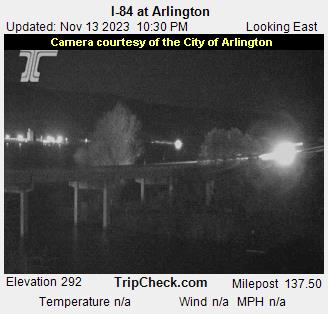 I-84 at Arlington
Updated: Nov 13 2023 10:30 PM Looking East
Camera courtesy of the City of Arlington
Elevation 292 TripCheck.com Milepost 137.50
Temperature n/a Wind n/a MPH n/a